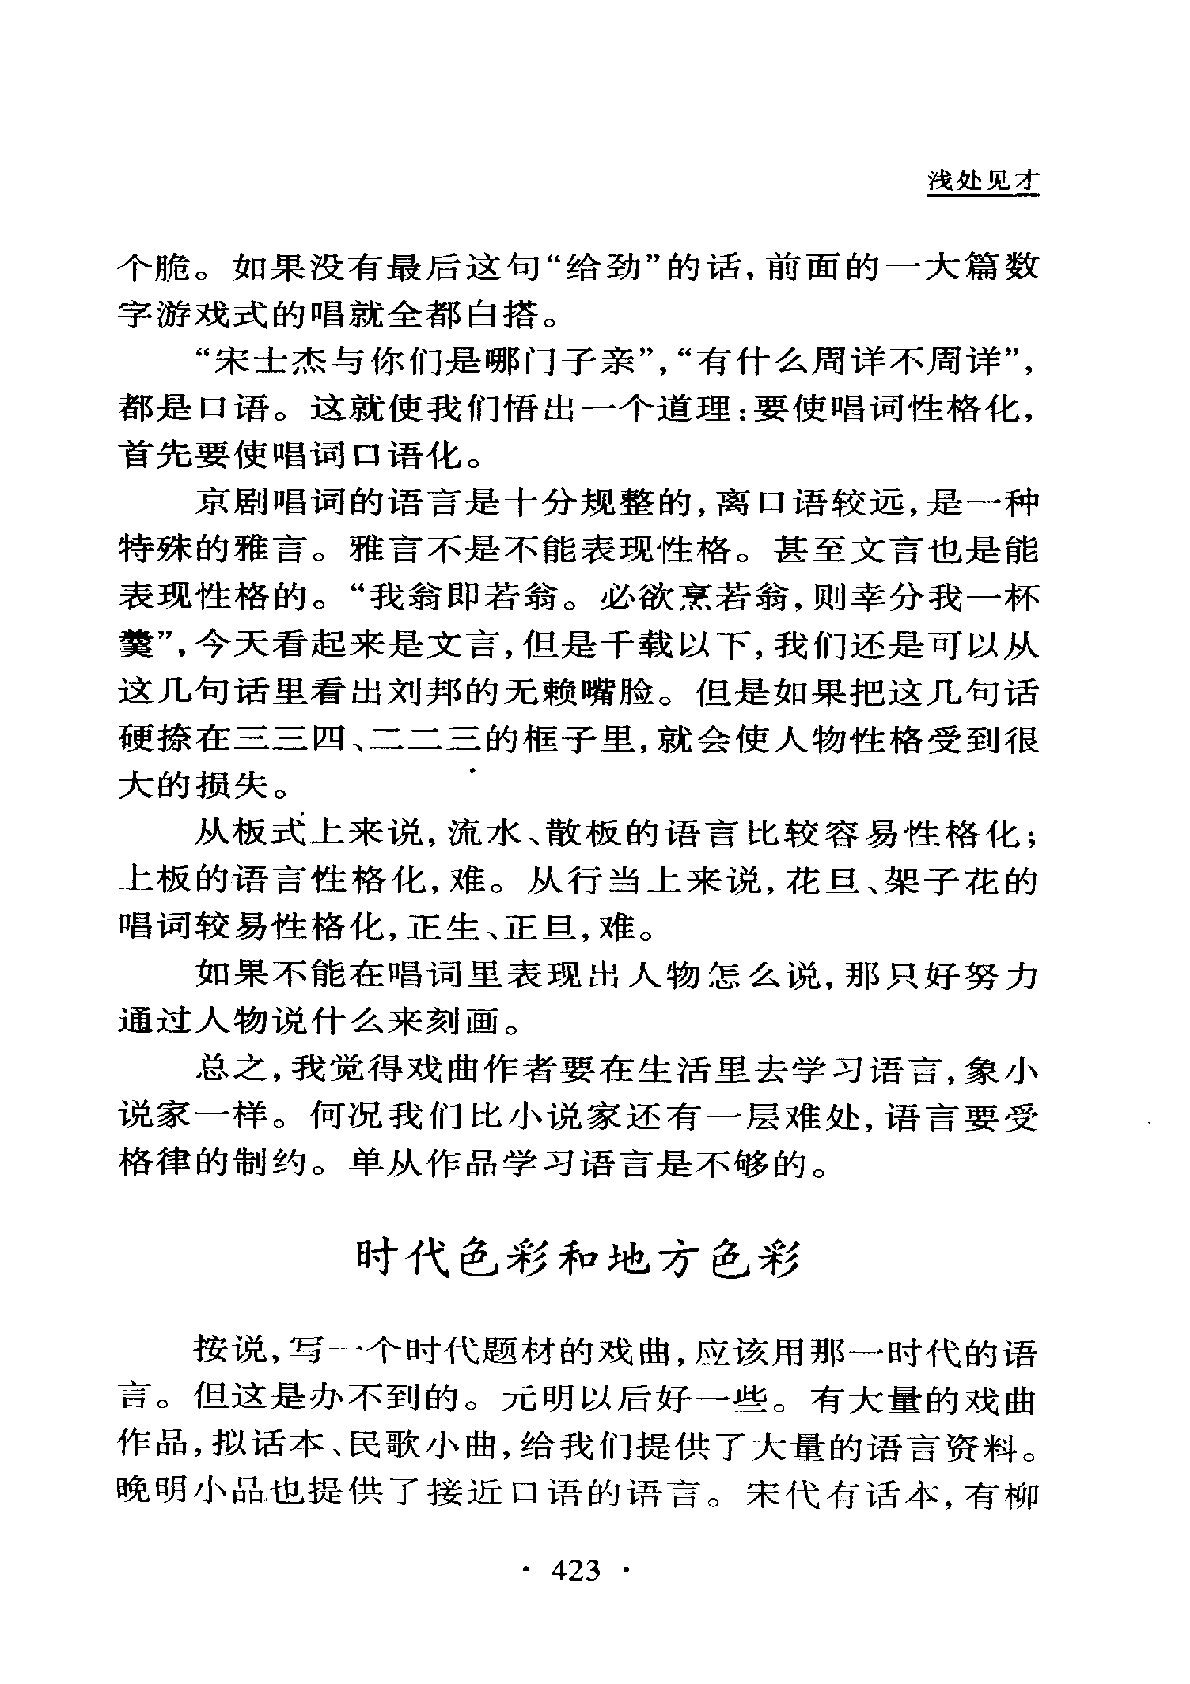 浅处见才
个脆。如果没有最后这句“给劲”的话，前面的一大篇数
字游戏式的唱就全都白搭。
“宋士杰与你们是哪门子亲”，“有什么周详不周详”，
都是口语。这就使我们悟出一个道理：要使唱词性格化，
首先要使唱词口语化。
京剧唱词的语言是十分规整的，离口语较远，是一种
特殊的雅言。雅言不是不能表现性格。甚至文言也是能
表现性格的。“我翁即若翁。必欲烹若翁，则幸分我一杯
羹”，今天看起来是文言，但是千载以下，我们还是可以从
这几句话里看出刘邦的无赖嘴脸。但是如果把这几句话
硬捺在三三四、二二三的框子里，就会使人物性格受到很
大的损失。
从板式上来说，流水、散板的语言比较容易性格化；
上板的语言性格化，难。从行当上来说，花旦、架子花的
唱词较易性格化，正生、正旦，难。
如果不能在唱词里表现出人物怎么说，那只好努力
通过人物说什么来刻画。
总之，我觉得戏曲作者要在生活里去学习语言，象小
说家一样。何况我们比小说家还有一层难处，语言要受
格律的制约。单从作品学习语言是不够的。
时代色彩和地方色彩
按说，写一个时代题材的戏曲，应该用那一时代的语
言。但这是办不到的。元明以后好一些。有大量的戏曲
作品，拟话本、民歌小曲，给我们提供了大量的语言资料。
晚明小品也提供了接近口语的语言。宋代有话本，有柳
· 423 ·